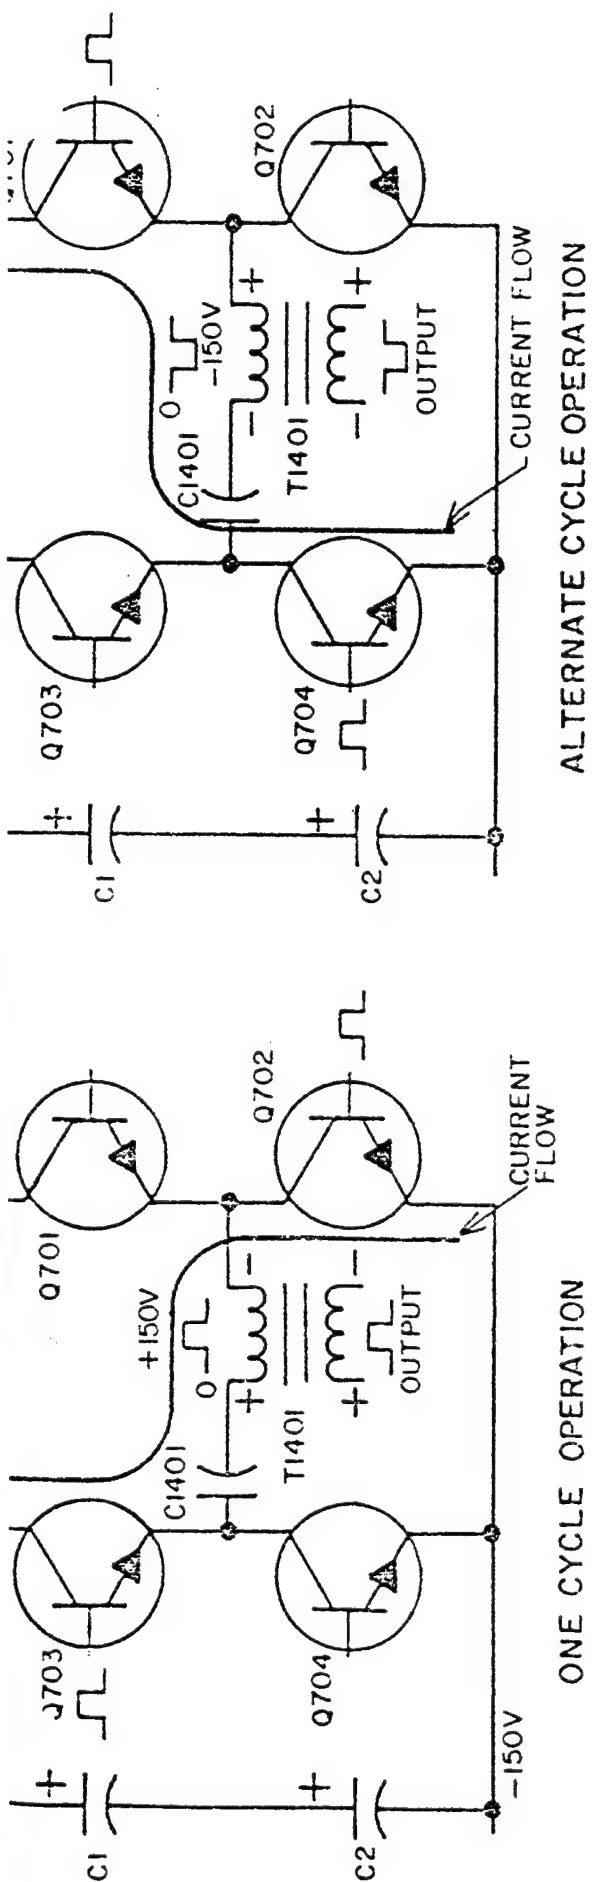 C1
+
Q703
Q701
C2
+
Q704
C1401
+150V
0
+
-
T1401
+
-
OUTPUT
Q702
-150V
CURRENT
FLOW
ONE CYCLE OPERATION
C1
+
Q703
C2
+
Q704
C1401
0
-150V
-
+
T1401
-
+
OUTPUT
Q702
CURRENT FLOW
ALTERNATE CYCLE OPERATION